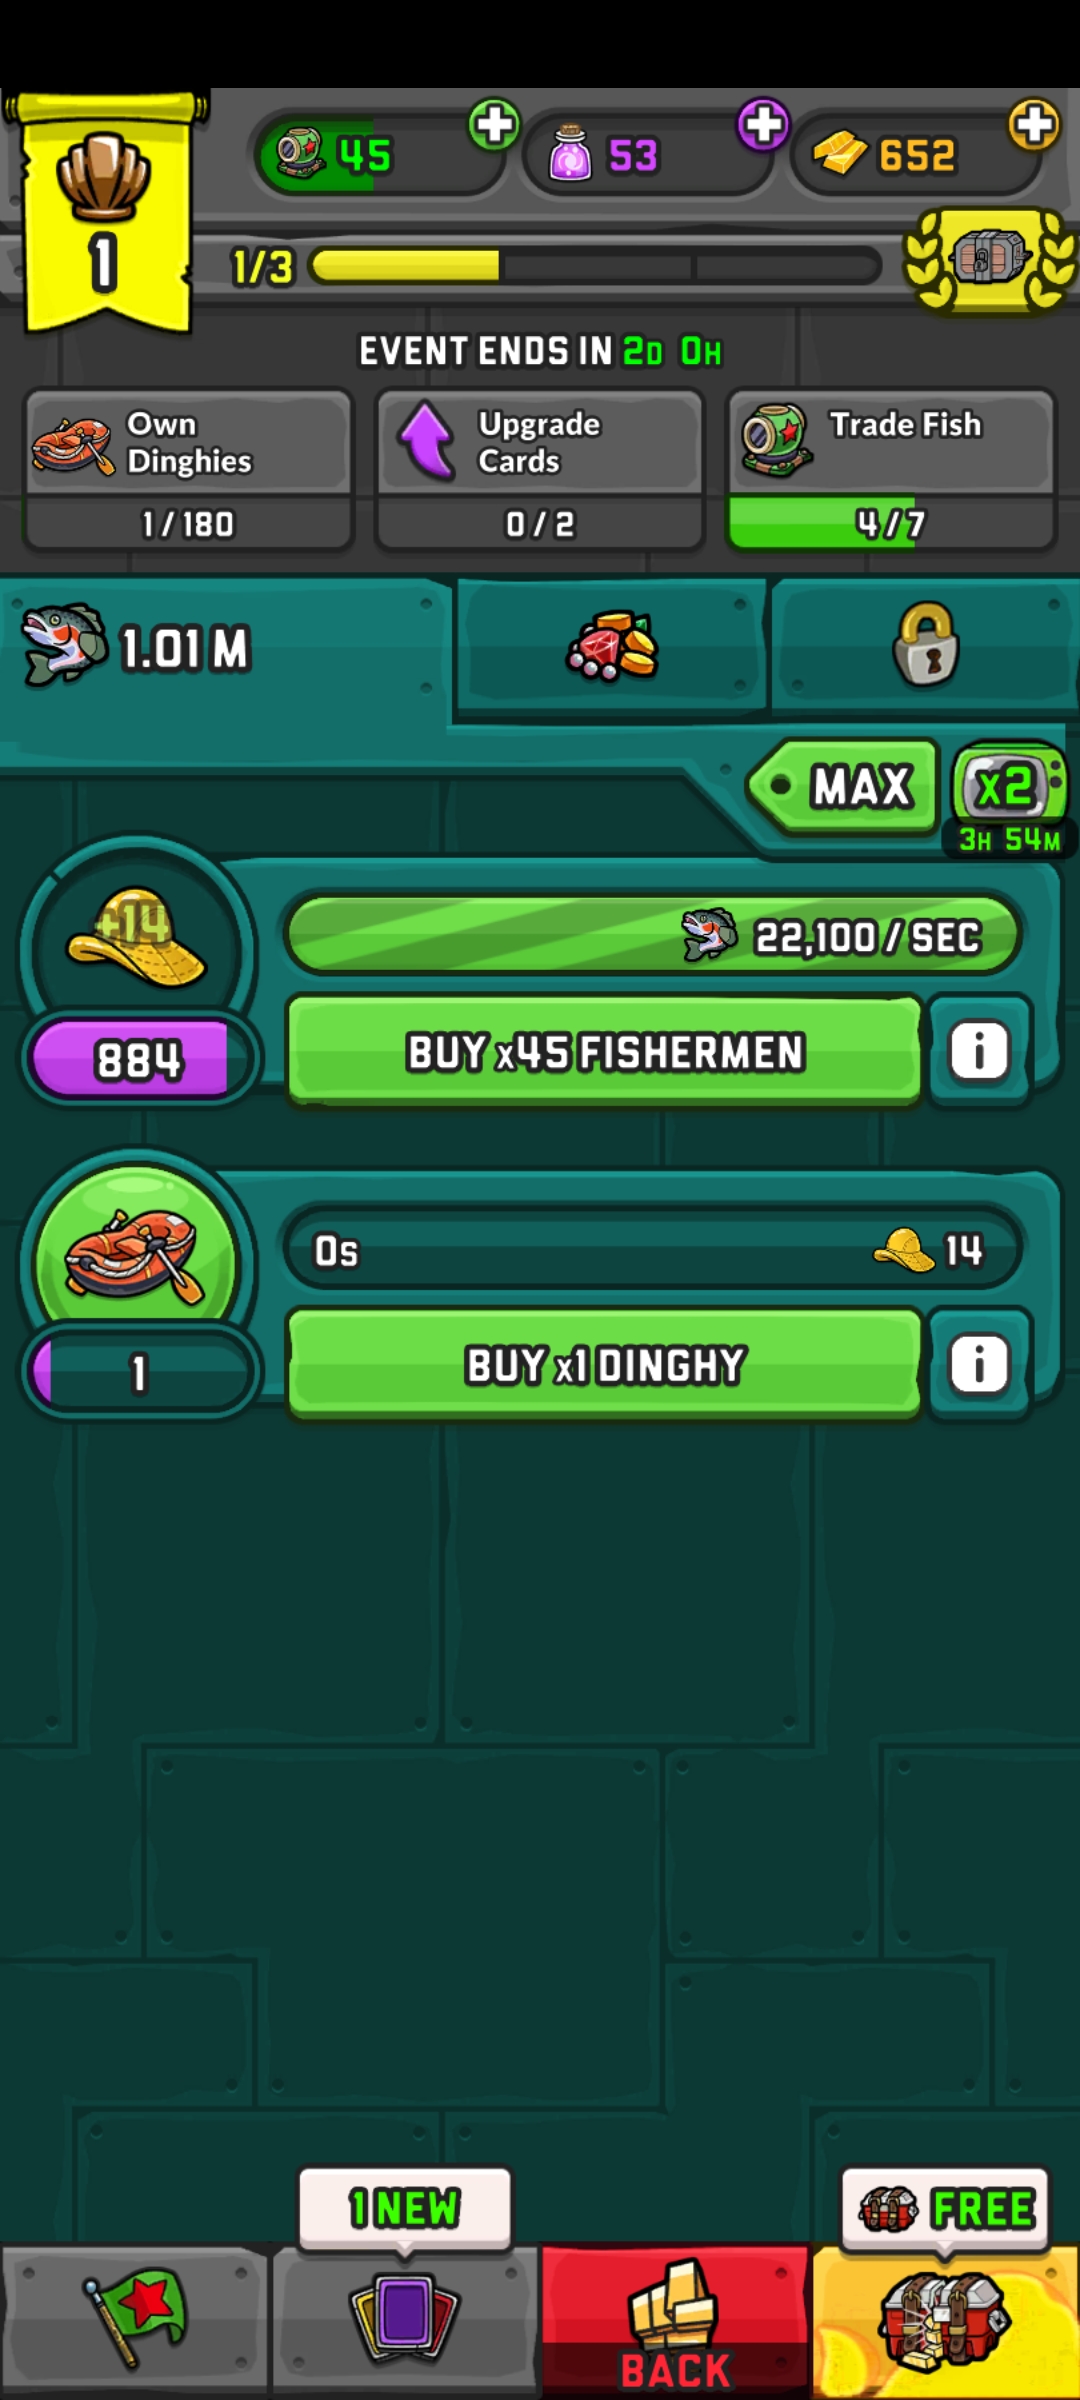 45
53
652
1
1/3
EVENT ENDS IN 2D 0H
Own
Dinghies
Upgrade
Cards
Trade Fish
1 / 180
0 / 2
4 / 7
1.01 M
MAX
x2
3H 54M
+14
22,100 / SEC
884
BUY x45 FISHERMEN
i
0s
14
1
BUY x1 DINGHY
i
1 NEW
FREE
BACK